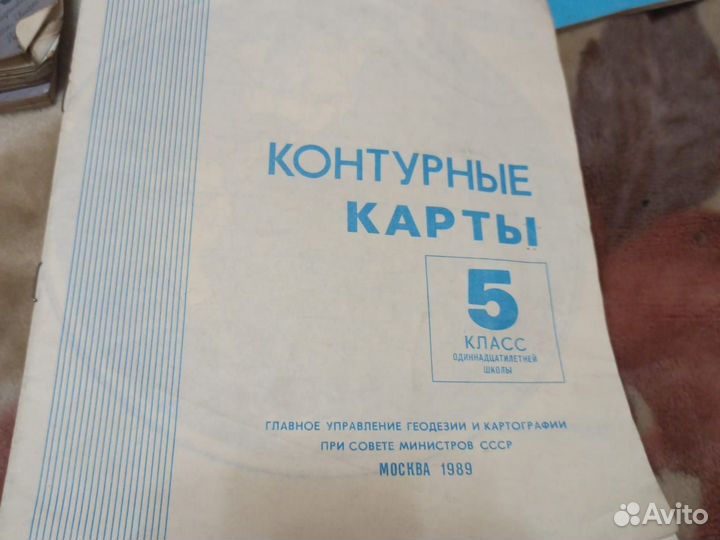 КОНТУРНЫЕ
КАРТЫ
5
КЛАСС
ОДИННАДЦАТИЛЕТНЕЙ
ШКОЛЫ
ГЛАВНОЕ УПРАВЛЕНИЕ ГЕОДЕЗИИ И КАРТОГРАФИИ
ПРИ СОВЕТЕ МИНИСТРОВ СССР
МОСКВА 1989
Avito